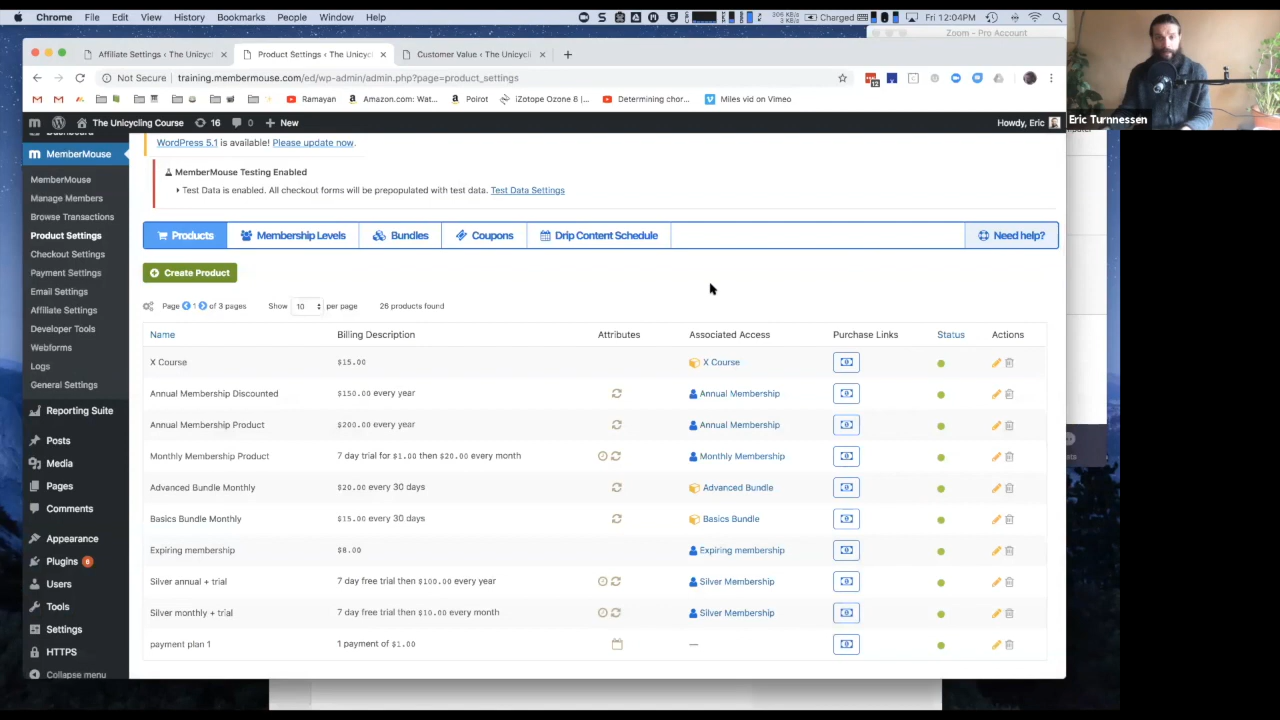 Chrome File Edit View History Bookmarks People Window Help
Charged Fri 12:04PM
Zoom - Pro Account
Affiliate Settings ‹ The Unicyc
Product Settings ‹ The Unicyc
Customer Value ‹ The Unicycli
Not Secure training.membermouse.com/ed/wp-admin/admin.php?page=product_settings
12
Ramayan
Amazon.com: Wat...
Poirot
iZotope Ozone 8 |...
Determining chor...
Miles vid on Vimeo
Eric Turnnessen
The Unicycling Course 16 0 New
Howdy, Eric
MemberMouse
MemberMouse
Manage Members
Browse Transactions
Product Settings
Checkout Settings
Payment Settings
Email Settings
Affiliate Settings
Developer Tools
Webforms
Logs
General Settings
Reporting Suite
Posts
Media
Pages
Comments
Appearance
Plugins 6
Users
Tools
Settings
HTTPS
Collapse menu
WordPress 5.1 is available! Please update now.
MemberMouse Testing Enabled
Test Data is enabled. All checkout forms will be prepopulated with test data. Test Data Settings
Products Membership Levels Bundles Coupons Drip Content Schedule Need help?
Create Product
Page 1 of 3 pages Show 10 per page 26 products found
Name Billing Description Attributes Associated Access Purchase Links Status Actions
X Course $15.00 X Course
Annual Membership Discounted $150.00 every year Annual Membership
Annual Membership Product $200.00 every year Annual Membership
Monthly Membership Product 7 day trial for $1.00 then $20.00 every month Monthly Membership
Advanced Bundle Monthly $20.00 every 30 days Advanced Bundle
Basics Bundle Monthly $15.00 every 30 days Basics Bundle
Expiring membership $8.00 Expiring membership
Silver annual + trial 7 day free trial then $100.00 every year Silver Membership
Silver monthly + trial 7 day free trial then $10.00 every month Silver Membership
payment plan 1 1 payment of $1.00 —